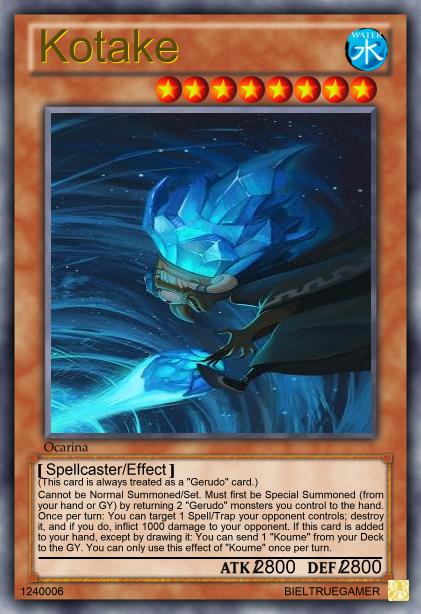 Kotake
WATER
水
Ocarina
[ Spellcaster/Effect ]
(This card is always treated as a "Gerudo" card.)
Cannot be Normal Summoned/Set. Must first be Special Summoned (from
your hand or GY) by returning 2 "Gerudo" monsters you control to the hand.
Once per turn: You can target 1 Spell/Trap your opponent controls; destroy
it, and if you do, inflict 1000 damage to your opponent. If this card is added
to your hand, except by drawing it: You can send 1 "Koume" from your Deck
to the GY. You can only use this effect of "Koume" once per turn.
ATK/2800 DEF/2800
1240006 BIELTRUEGAMER